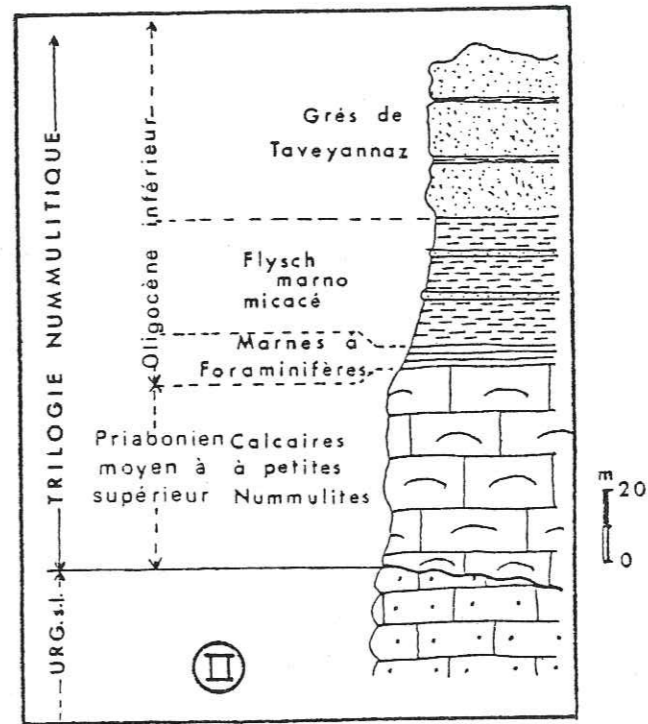 TRILOGIE NUMMULITIQUE
Oligocène inférieur
Grés de
Taveyannaz
Flysch
marno
micacé
Marnes à
Foraminifères
Priabonien
moyen à
supérieur
Calcaires
à petites
Nummulites
URG.s.l.
II
m
20
0